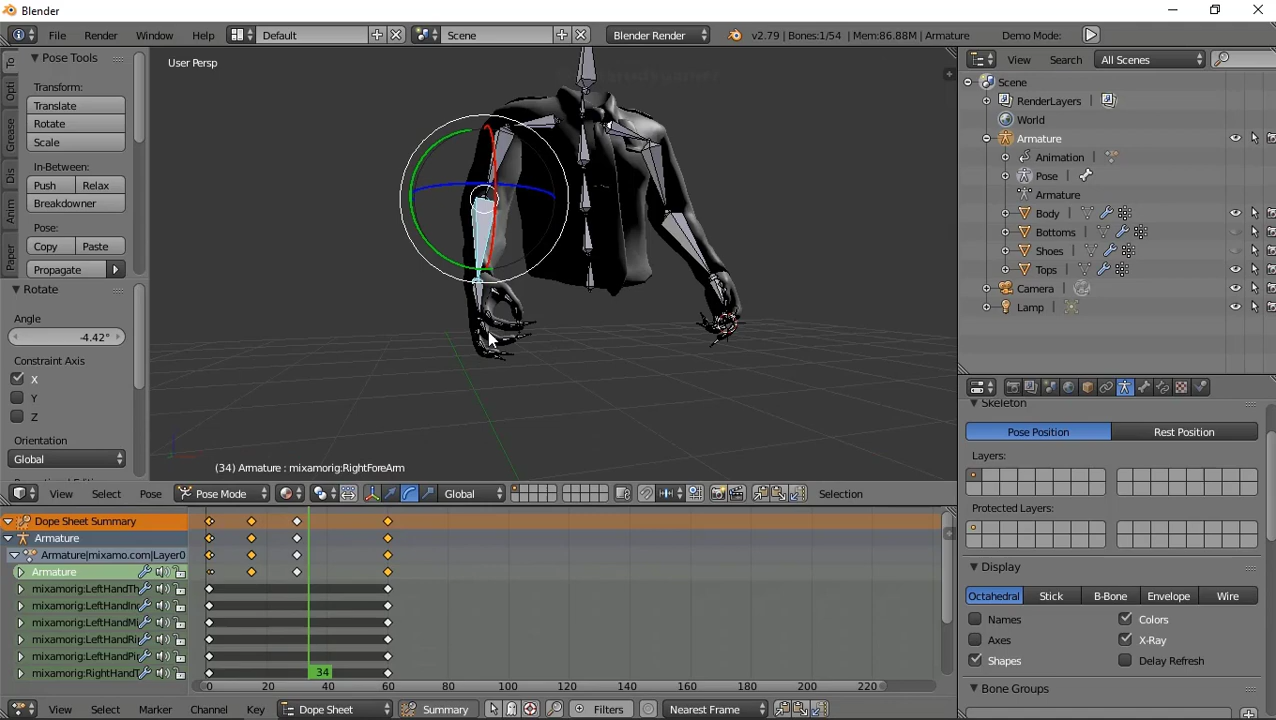 Blender
File Render Window Help Default Scene Blender Render v2.79 | Bones:1/54 | Mem:86.88M | Armature Demo Mode:
Pose Tools
Transform:
Translate
Rotate
Scale
In-Between:
Push Relax
Breakdowner
Pose:
Copy Paste
Propagate
To
Opti
Grease
Dis
Anim
Paper
Rotate
Angle
-4.42°
Constraint Axis
X
Y
Z
Orientation
Global
User Persp
(34) Armature : mixamorig:RightForeArm
View Select Pose Pose Mode Global Selection
Dope Sheet Summary
Armature
Armature|mixamo.com|Layer0
Armature
mixamorig:LeftHandTh
mixamorig:LeftHandIn
mixamorig:LeftHandMi
mixamorig:LeftHandRi
mixamorig:LeftHandPin
mixamorig:RightHandT
34
0 20 40 60 80 100 120 140 160 180 200 220
View Select Marker Channel Key Dope Sheet Summary Filters Nearest Frame
View Search All Scenes
Scene
RenderLayers
World
Armature
Animation
Pose
Armature
Body
Bottoms
Shoes
Tops
Camera
Lamp
Skeleton
Pose Position Rest Position
Layers:
Protected Layers:
Display
Octahedral Stick B-Bone Envelope Wire
Names Colors
Axes X-Ray
Shapes Delay Refresh
Bone Groups